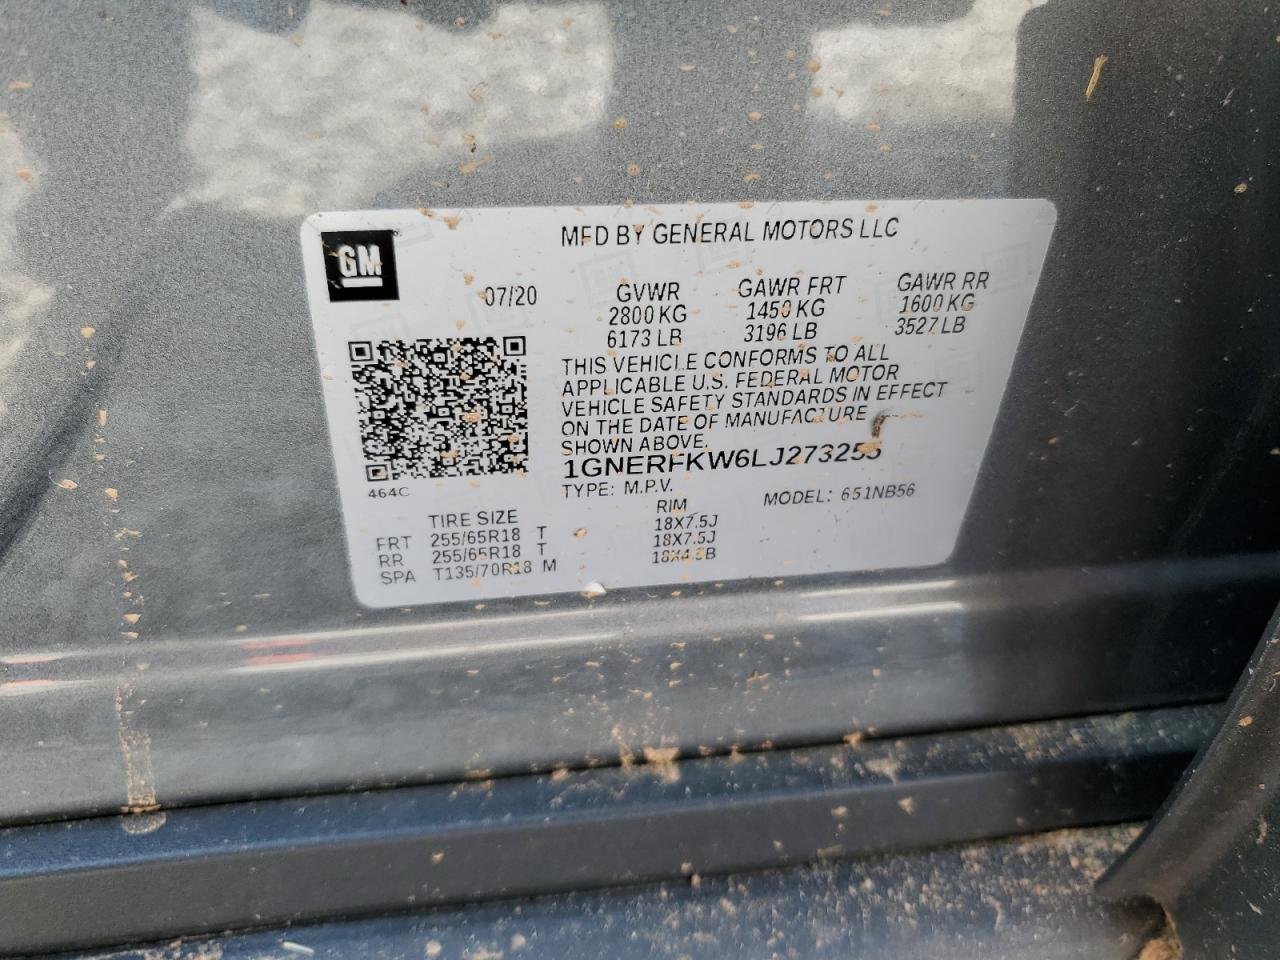 GM
MFD BY GENERAL MOTORS LLC
07/20
GVWR GAWR FRT GAWR RR
2800 KG 1450 KG 1600 KG
6173 LB 3196 LB 3527 LB
THIS VEHICLE CONFORMS TO ALL
APPLICABLE U.S. FEDERAL MOTOR
VEHICLE SAFETY STANDARDS IN EFFECT
ON THE DATE OF MANUFACTURE
SHOWN ABOVE.
1GNERFKW6LJ273255
464C
TYPE: M.P.V. MODEL: 651NB56
TIRE SIZE RIM
FRT 255/65R18 T 18X7.5J
RR 255/65R18 T 18X7.5J
SPA T135/70R18 M 18X4.5B